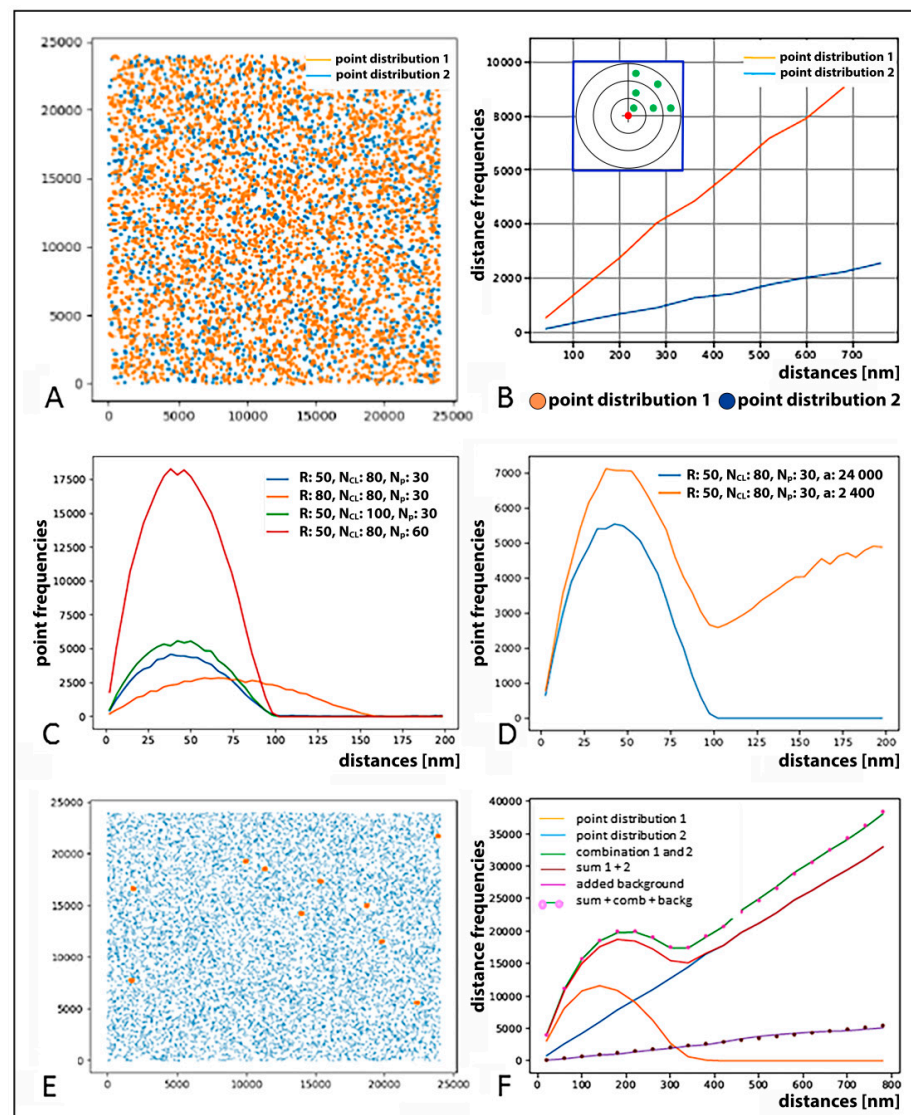 25000
20000
15000
10000
5000
0
0 5000 10000 15000 20000 25000
point distribution 1
point distribution 2
A
distance frequencies
10000
8000
5000
4000
2000
0
100 200 300 400 500 600 700
distances [nm]
point distribution 1
point distribution 2
B
point distribution 1 point distribution 2
point frequencies
17500
15000
12500
10000
7500
5000
2500
0
0 25 50 75 100 125 150 175 200
distances [nm]
R: 50, NCL: 80, Np: 30
R: 80, NCL: 80, Np: 30
R: 50, NCL: 100, Np: 30
R: 50, NCL: 80, Np: 60
C
point frequencies
7000
6000
5000
4000
3000
2000
1000
0
0 25 50 75 100 125 150 175 200
distances [nm]
R: 50, NCL: 80, Np: 30, a: 24 000
R: 50, NCL: 80, Np: 30, a: 2 400
D
25000
20000
15000
10000
5000
0
0 5000 10000 15000 20000 24000
E
distance frequencies
40000
35000
30000
25000
20000
15000
10000
5000
0
0 100 200 300 400 500 600 700 800
distances [nm]
point distribution 1
point distribution 2
combination 1 and 2
sum 1 + 2
added background
sum + comb + backg
F